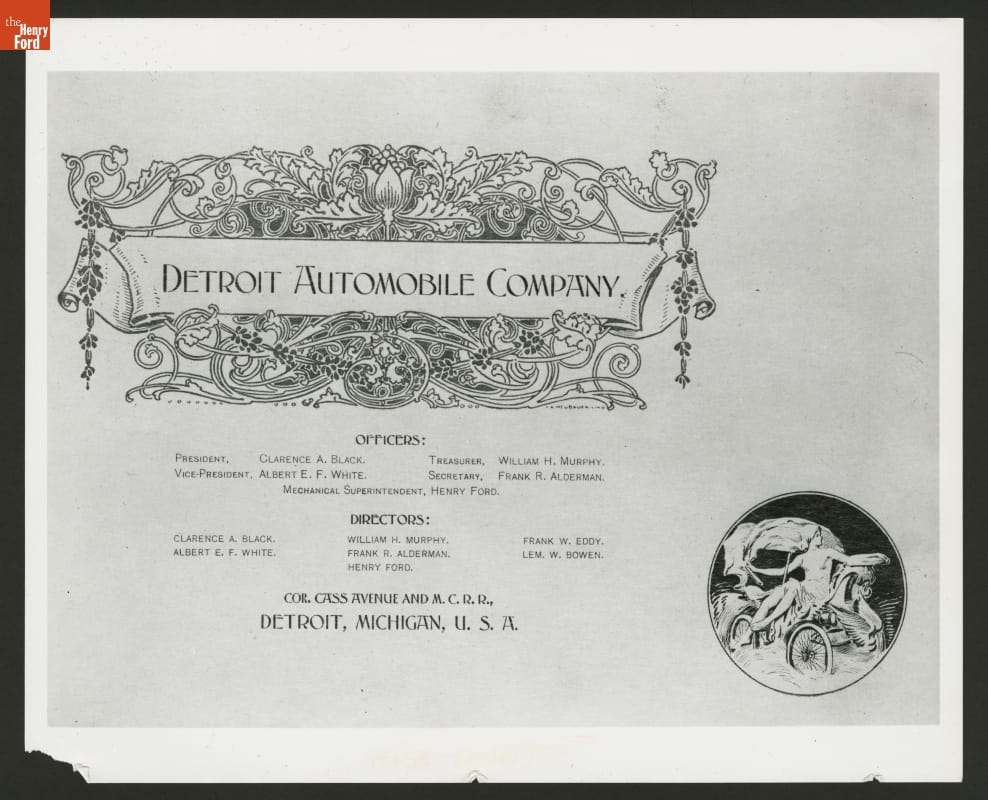 the
Henry
Ford
DETROIT AUTOMOBILE COMPANY.
OFFICERS:
PRESIDENT, CLARENCE A. BLACK. TREASURER, WILLIAM H. MURPHY.
VICE-PRESIDENT, ALBERT E. F. WHITE. SECRETARY, FRANK R. ALDERMAN.
MECHANICAL SUPERINTENDENT, HENRY FORD.
DIRECTORS:
CLARENCE A. BLACK. WILLIAM H. MURPHY. FRANK W. EDDY.
ALBERT E. F. WHITE. FRANK R. ALDERMAN. LEM. W. BOWEN.
HENRY FORD.
COR. CASS AVENUE AND M. C. R. R.,
DETROIT, MICHIGAN, U. S. A.